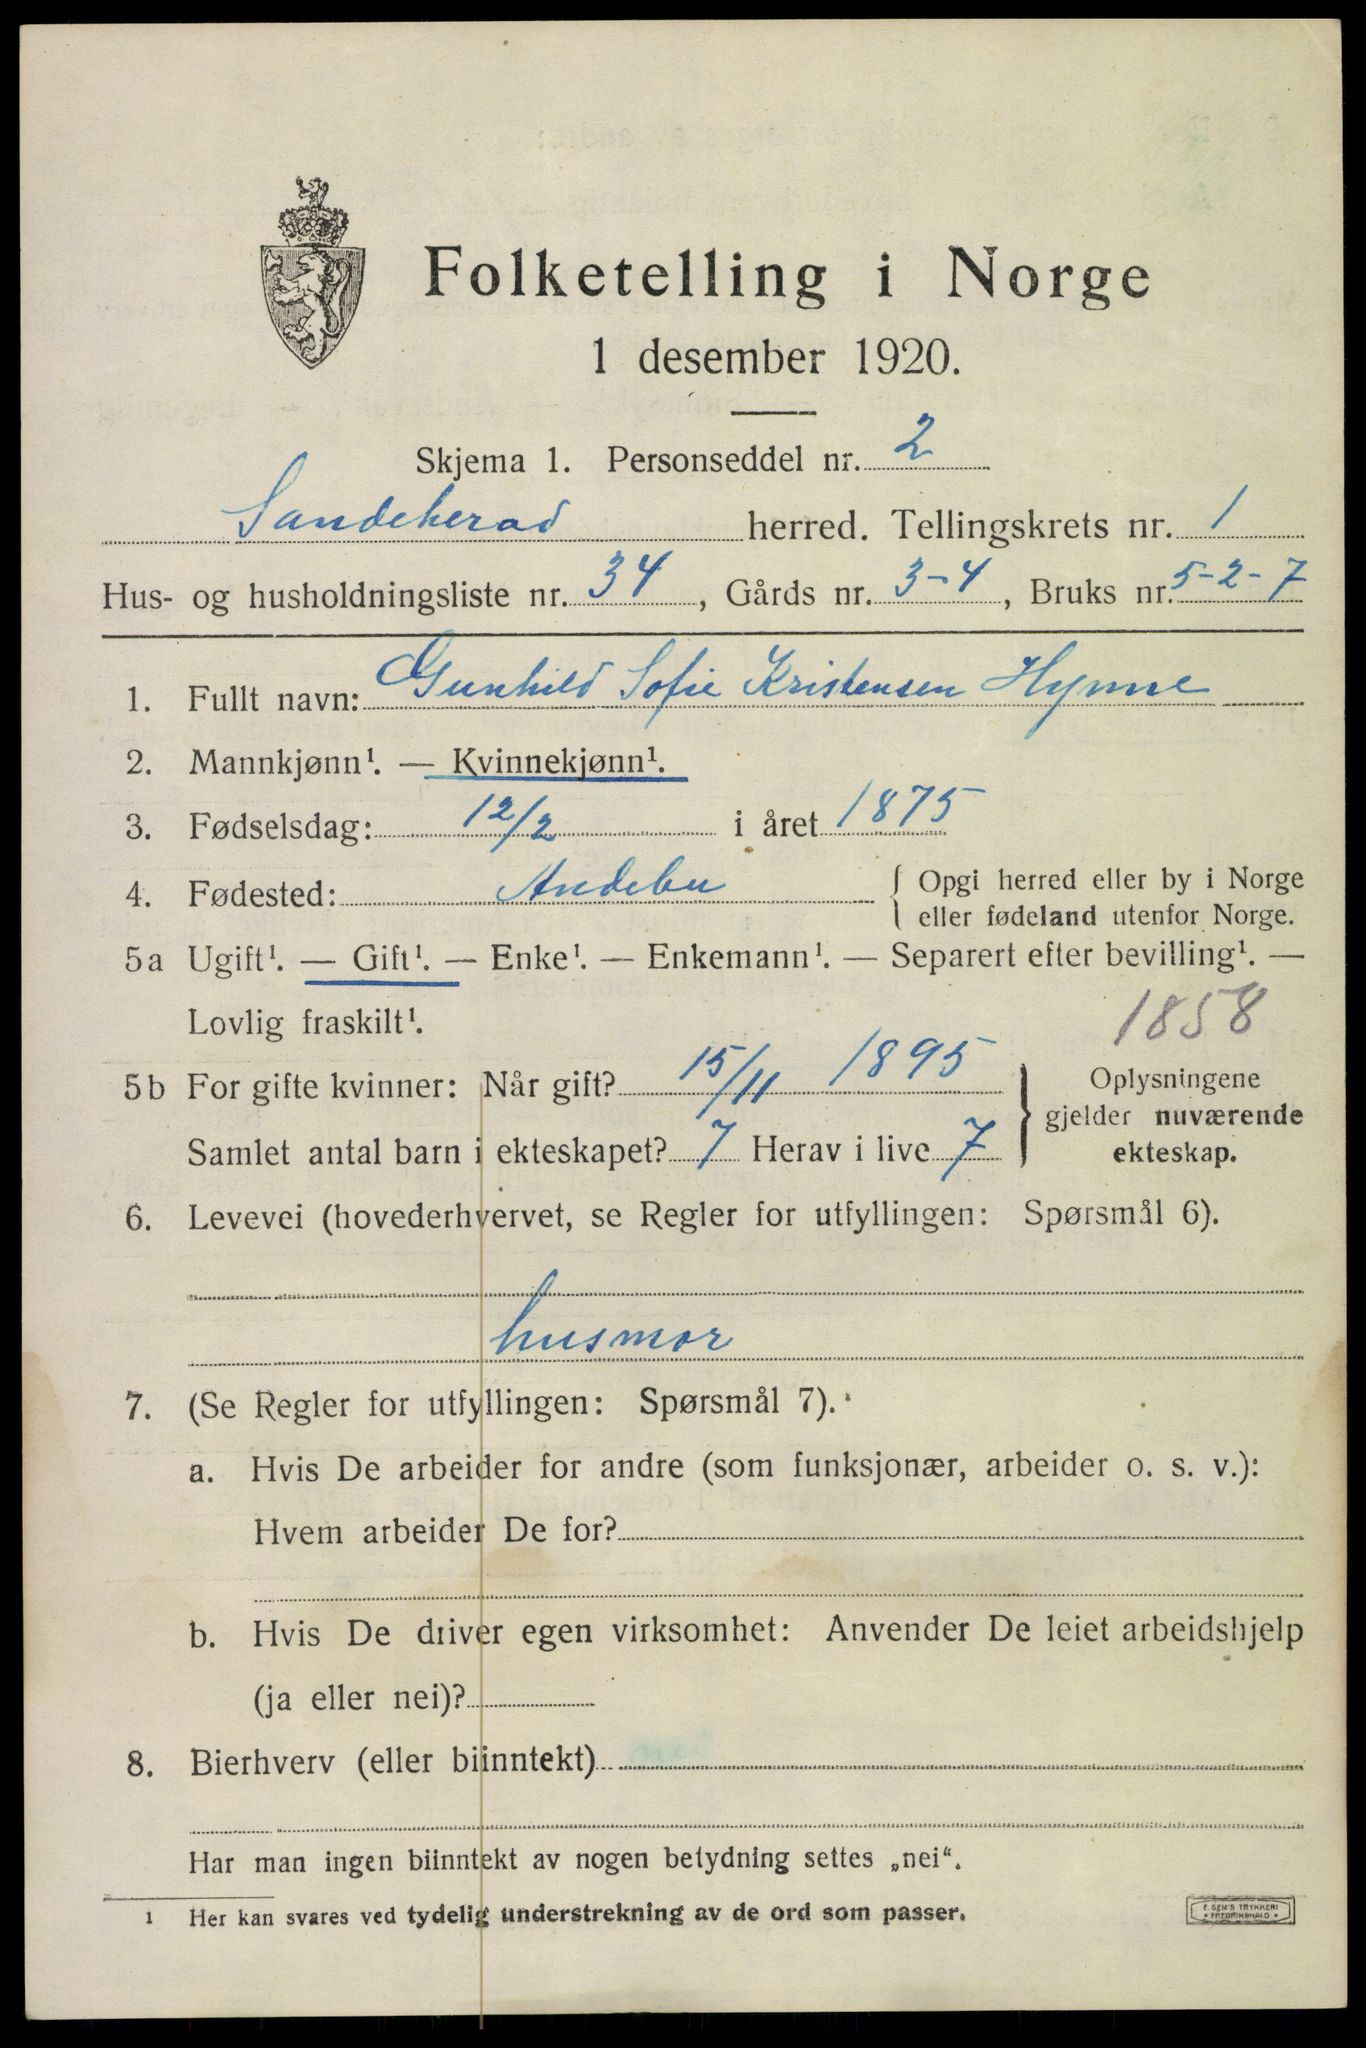 Folketelling i Norge
1 desember 1920.
Skjema 1. Personseddel nr. 2
Sandeherad herred. Tellingskrets nr. 1
Hus- og husholdningsliste nr. 34, Gårds nr. 3-4, Bruks nr. 5-2-7
1. Fullt navn: Gunhild Sofie Kristensen Hynne
2. Mannkjønn¹. — Kvinnekjønn¹.
3. Fødselsdag: 12/2 i året 1875
4. Fødested: Andebu { Opgi herred eller by i Norge
eller fødeland utenfor Norge.
5a Ugift¹. — Gift¹. — Enke¹. — Enkemann¹. — Separert efter bevilling¹. —
Lovlig fraskilt¹. 1858
5b For gifte kvinner: Når gift? 15/11 1895
Samlet antal barn i ekteskapet? 7 Herav i live 7
} Oplysningene
gjelder nuværende
ekteskap.
6. Levevei (hovederhvervet, se Regler for utfyllingen: Spørsmål 6).
husmor
7. (Se Regler for utfyllingen: Spørsmål 7).
a. Hvis De arbeider for andre (som funksjonær, arbeider o. s. v.):
Hvem arbeider De for?
b. Hvis De driver egen virksomhet: Anvender De leiet arbeidshjelp
(ja eller nei)?
8. Bierhverv (eller biinntekt)
Har man ingen biinntekt av nogen betydning settes „nei“.
1 Her kan svares ved tydelig understrekning av de ord som passer.
E. SEM'S TRYKKERI
• FREDRIKSHALD •